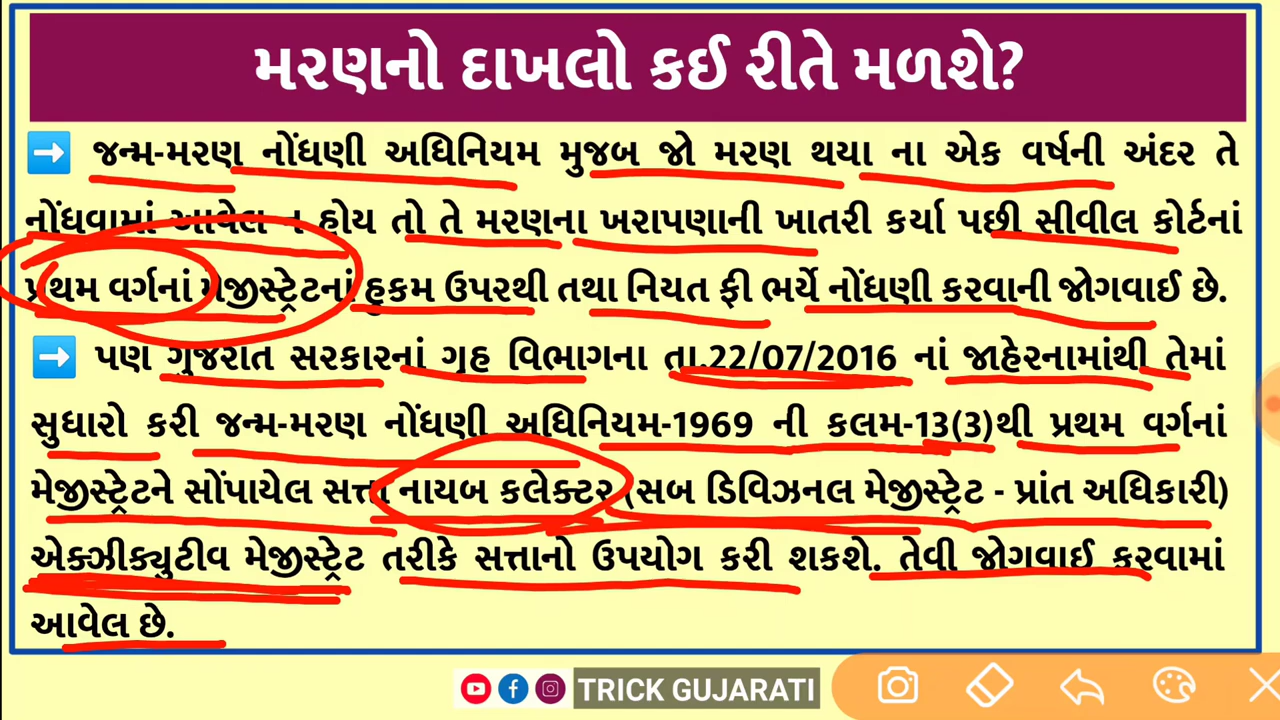 મરણનો દાખલો કઈ રીતે મળશે?
જન્મ-મરણ નોંધણી અધિનિયમ મુજબ જો મરણ થયા ના એક વર્ષની અંદર તે
નોંધવામાં આવેલ ન હોય તો તે મરણના ખરાપણાની ખાતરી કર્યા પછી સીવીલ કોર્ટનાં
પ્રથમ વર્ગનાં મેજીસ્ટ્રેટનાં હુકમ ઉપરથી તથા નિયત ફી ભર્યે નોંધણી કરવાની જોગવાઈ છે.
પણ ગુજરાત સરકારનાં ગૃહ વિભાગના તા.22/07/2016 નાં જાહેરનામાંથી તેમાં
સુધારો કરી જન્મ-મરણ નોંધણી અધિનિયમ-1969 ની કલમ-13(3)થી પ્રથમ વર્ગનાં
મેજીસ્ટ્રેટને સોંપાયેલ સત્તા નાયબ કલેક્ટર (સબ ડિવિઝનલ મેજીસ્ટ્રેટ - પ્રાંત અધિકારી)
એક્ઝીક્યુટીવ મેજીસ્ટ્રેટ તરીકે સત્તાનો ઉપયોગ કરી શકશે. તેવી જોગવાઈ કરવામાં
આવેલ છે.
TRICK GUJARATI